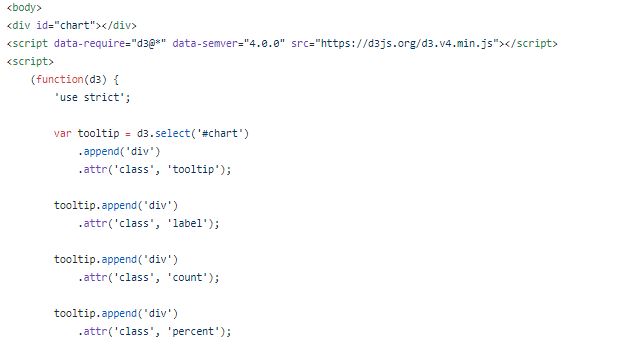 <body>
<div id="chart"></div>
<script data-require="d3@*" data-semver="4.0.0" src="https://d3js.org/d3.v4.min.js"></script>
<script>
    (function(d3) {
        'use strict';

        var tooltip = d3.select('#chart')
            .append('div')
            .attr('class', 'tooltip');

        tooltip.append('div')
            .attr('class', 'label');

        tooltip.append('div')
            .attr('class', 'count');

        tooltip.append('div')
            .attr('class', 'percent');